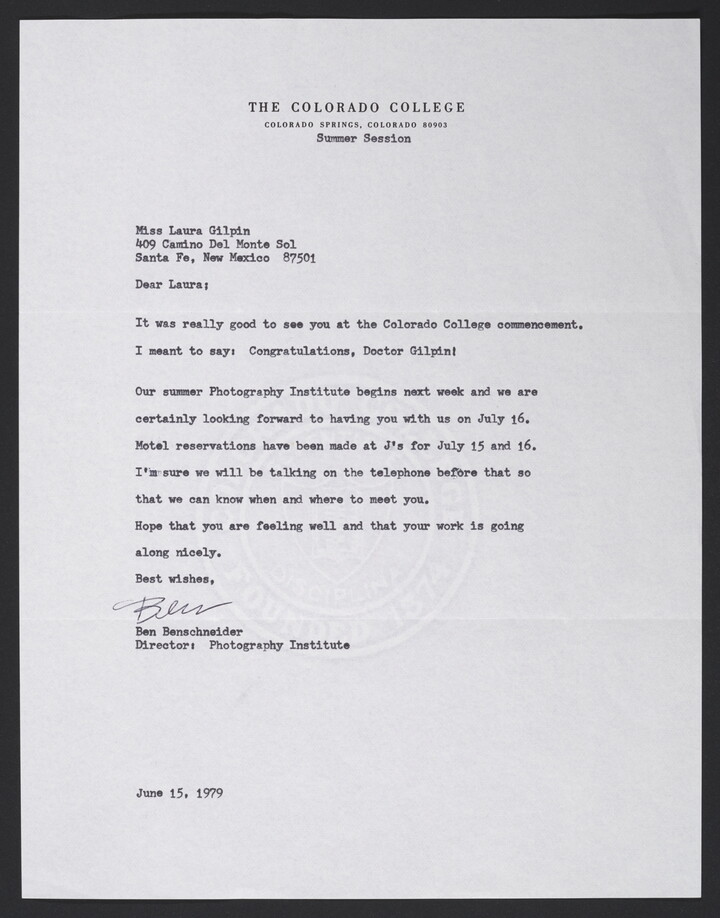 THE COLORADO COLLEGE
COLORADO SPRINGS, COLORADO 80903
Summer Session
Miss Laura Gilpin
409 Camino Del Monte Sol
Santa Fe, New Mexico 87501
Dear Laura;
It was really good to see you at the Colorado College commencement.
I meant to say: Congratulations, Doctor Gilpin!
Our summer Photography Institute begins next week and we are
certainly looking forward to having you with us on July 16.
Motel reservations have been made at J's for July 15 and 16.
I'm sure we will be talking on the telephone before that so
that we can know when and where to meet you.
Hope that you are feeling well and that your work is going
along nicely.
Best wishes,
Ben
Ben Benschneider
Director: Photography Institute
June 15, 1979